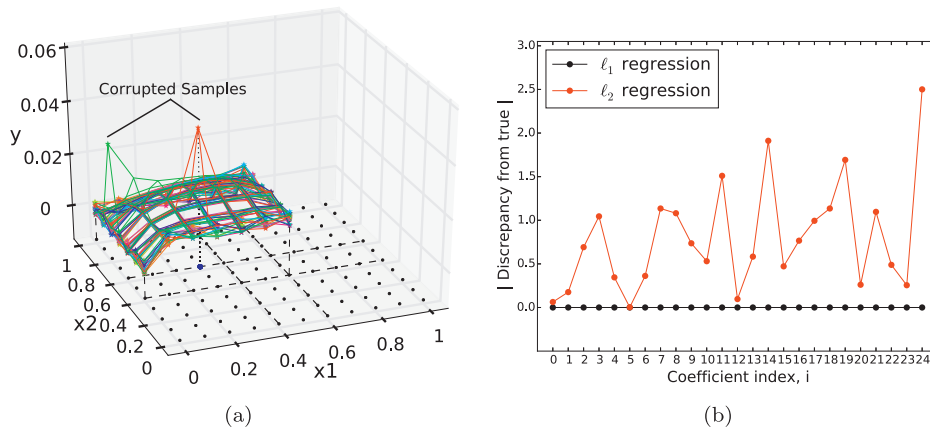 0.06
0.04
0.02
0
y
Corrupted Samples
1
0.8
0.6
0.4
0.2
0
x2
0
0.2
0.4
0.6
0.8
1
x1
(a)
3.0
2.5
2.0
1.5
1.0
0.5
0.0
| Discrepancy from true |
ℓ1 regression
ℓ2 regression
0 1 2 3 4 5 6 7 8 9 10 11 12 13 14 15 16 17 18 19 20 21 22 23 24
Coefficient index, i
(b)